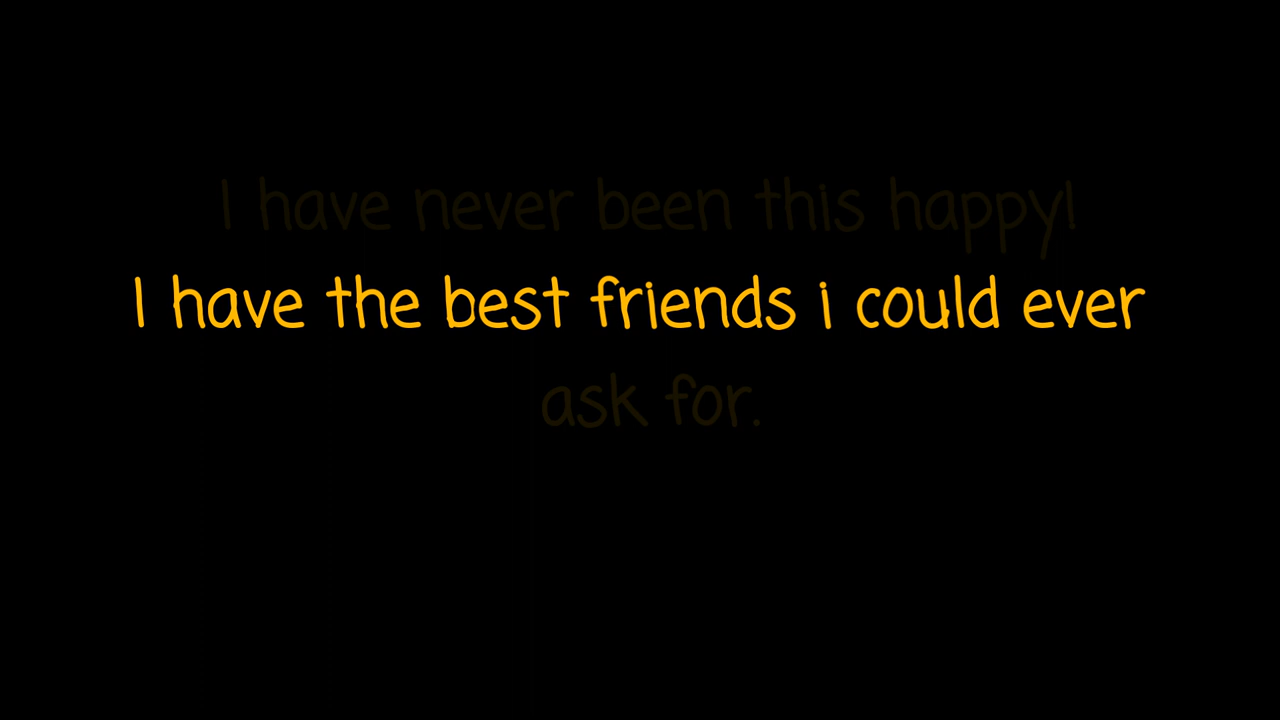 I have never been this happy!
I have the best friends i could ever
ask for.